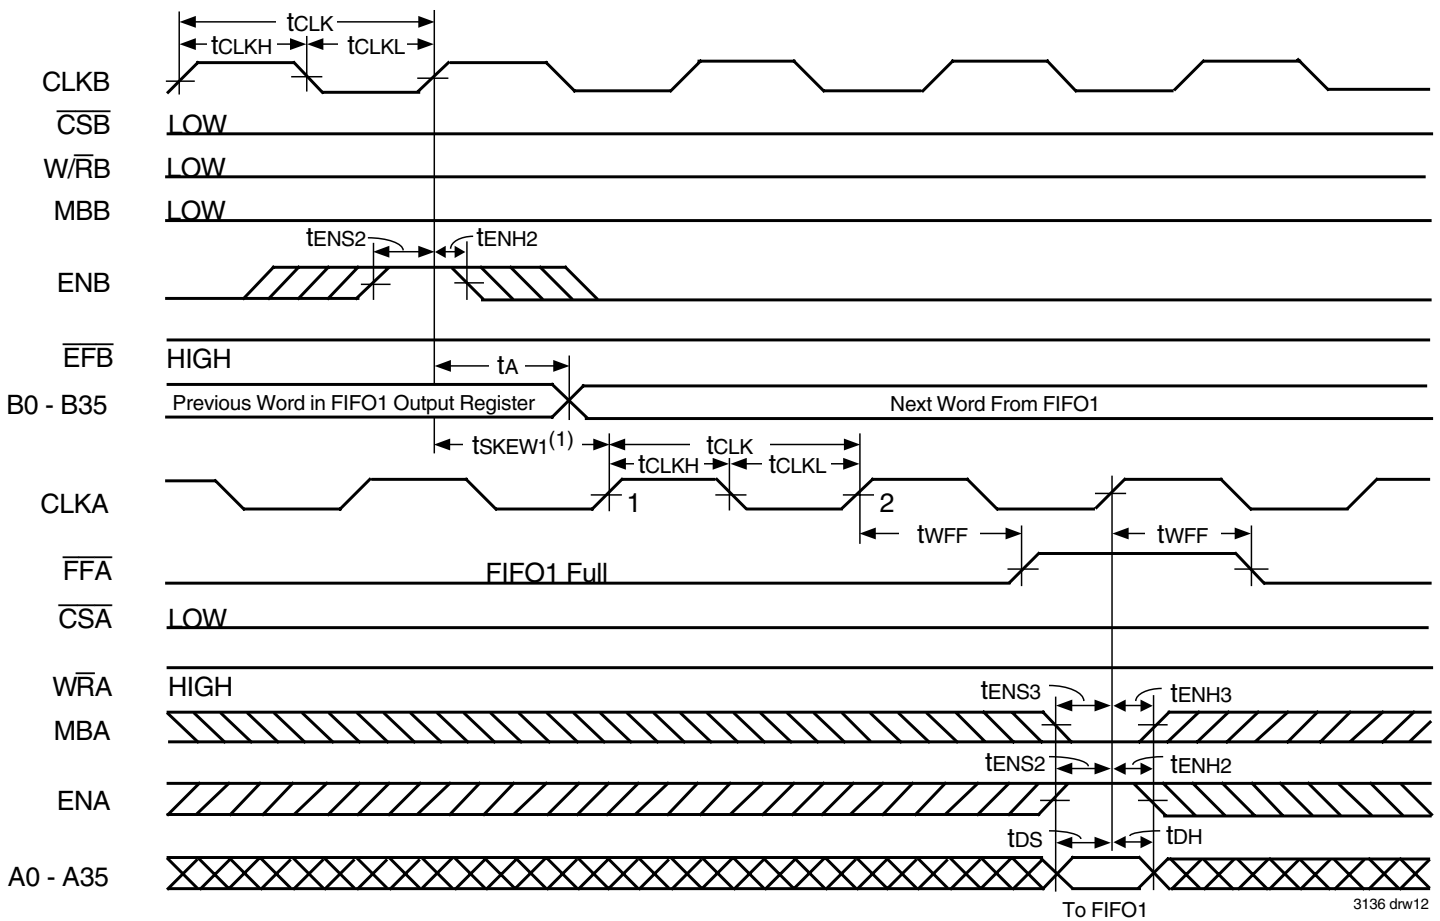 tCLK
tCLKH tCLKL
CLKB
CSB LOW
W/RB LOW
MBB LOW
tENS2 tENH2
ENB
EFB HIGH
tA
B0 - B35 Previous Word in FIFO1 Output Register Next Word From FIFO1
tSKEW1(1) tCLK
tCLKH tCLKL
CLKA 1 2
tWFF tWFF
FFA FIFO1 Full
CSA LOW
WRA HIGH
tENS3 tENH3
MBA
tENS2 tENH2
ENA
tDS tDH
A0 - A35
To FIFO1
3136 drw12